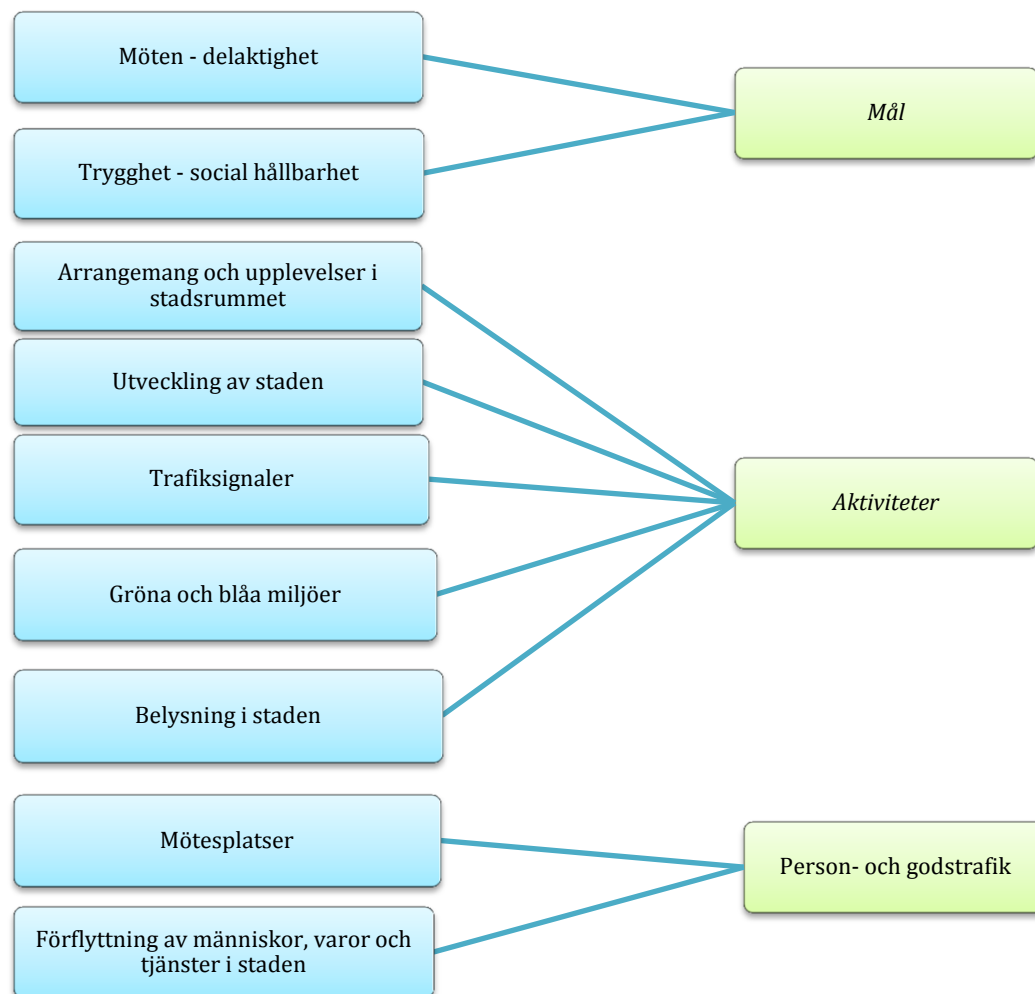 Möten - delaktighet
Mål
Trygghet - social hållbarhet
Arrangemang och upplevelser i
stadsrummet
Utveckling av staden
Trafiksignaler
Aktiviteter
Gröna och blåa miljöer
Belysning i staden
Mötesplatser
Person- och godstrafik
Förflyttning av människor, varor och
tjänster i staden